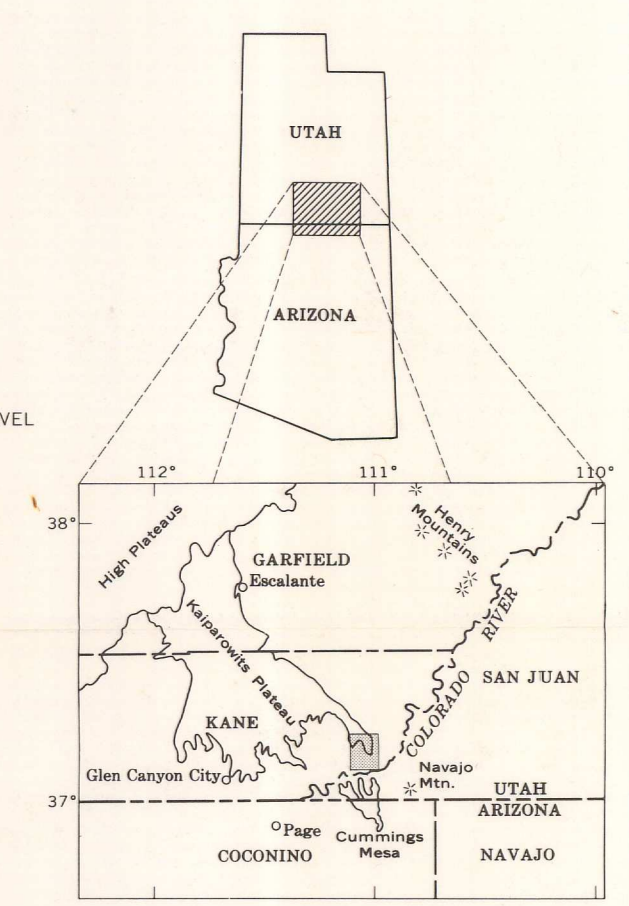 UTAH
ARIZONA
VEL
112°
111°
110°
38°
High Plateaus
Henry
Mountains
GARFIELD
Escalante
Kaiparowits Plateau
COLORADO RIVER
SAN JUAN
KANE
Glen Canyon City
Navajo
Mtn.
37°
UTAH
ARIZONA
Page
Cummings
Mesa
COCONINO
NAVAJO